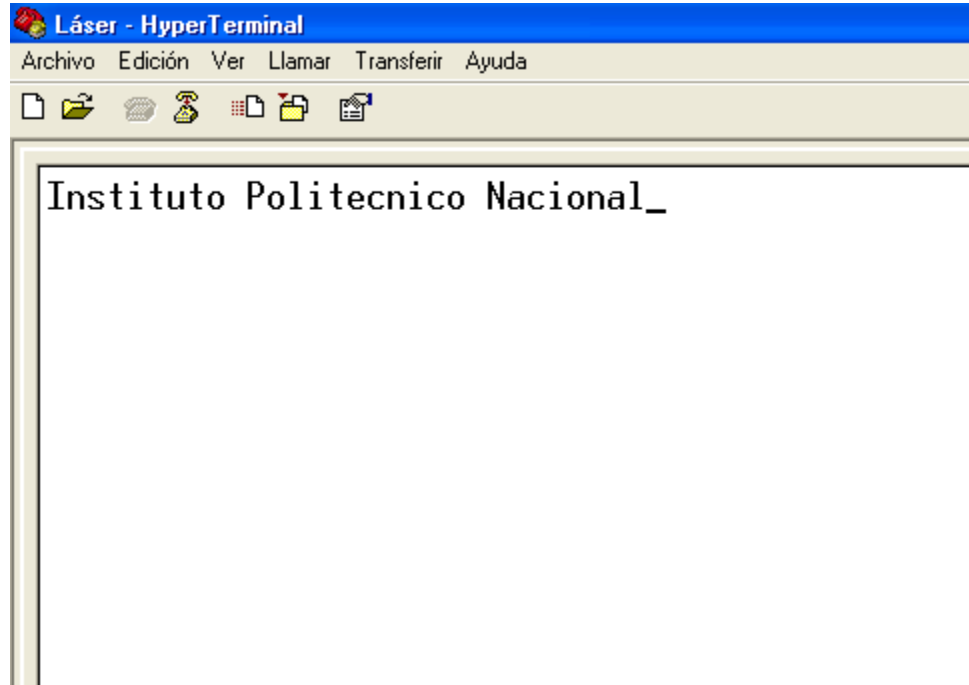 Láser - HyperTerminal
Archivo Edición Ver Llamar Transferir Ayuda
Instituto Politecnico Nacional_